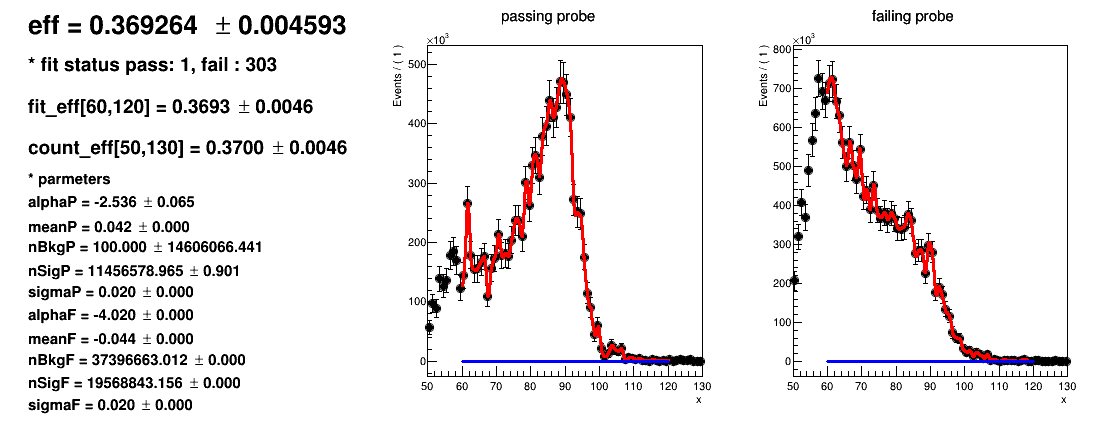 eff = 0.369264 ± 0.004593
* fit status pass: 1, fail : 303
fit_eff[60,120] = 0.3693 ± 0.0046
count_eff[50,130] = 0.3700 ± 0.0046
* parmeters
alphaP = -2.536 ± 0.065
meanP = 0.042 ± 0.000
nBkgP = 100.000 ± 14606066.441
nSigP = 11456578.965 ± 0.901
sigmaP = 0.020 ± 0.000
alphaF = -4.020 ± 0.000
meanF = -0.044 ± 0.000
nBkgF = 37396663.012 ± 0.000
nSigF = 19568843.156 ± 0.000
sigmaF = 0.020 ± 0.000
passing probe
×10³
Events / ( 1 )
500
400
300
200
100
0
50 60 70 80 90 100 110 120 130
x
failing probe
×10³
Events / ( 1 )
800
700
600
500
400
300
200
100
0
50 60 70 80 90 100 110 120 130
x